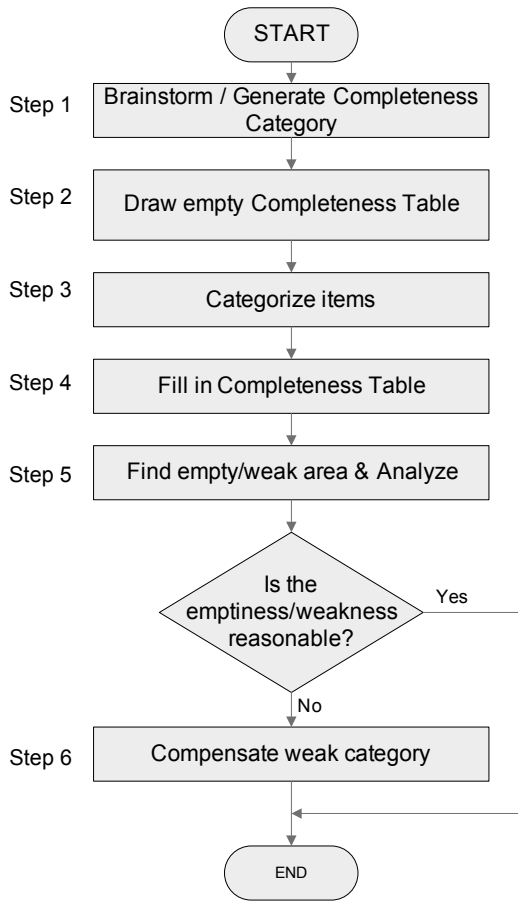 START
Step 1
Brainstorm / Generate Completeness
Category
Step 2
Draw empty Completeness Table
Step 3
Categorize items
Step 4
Fill in Completeness Table
Step 5
Find empty/weak area & Analyze
Is the
emptiness/weakness
reasonable?
Yes
No
Step 6
Compensate weak category
END